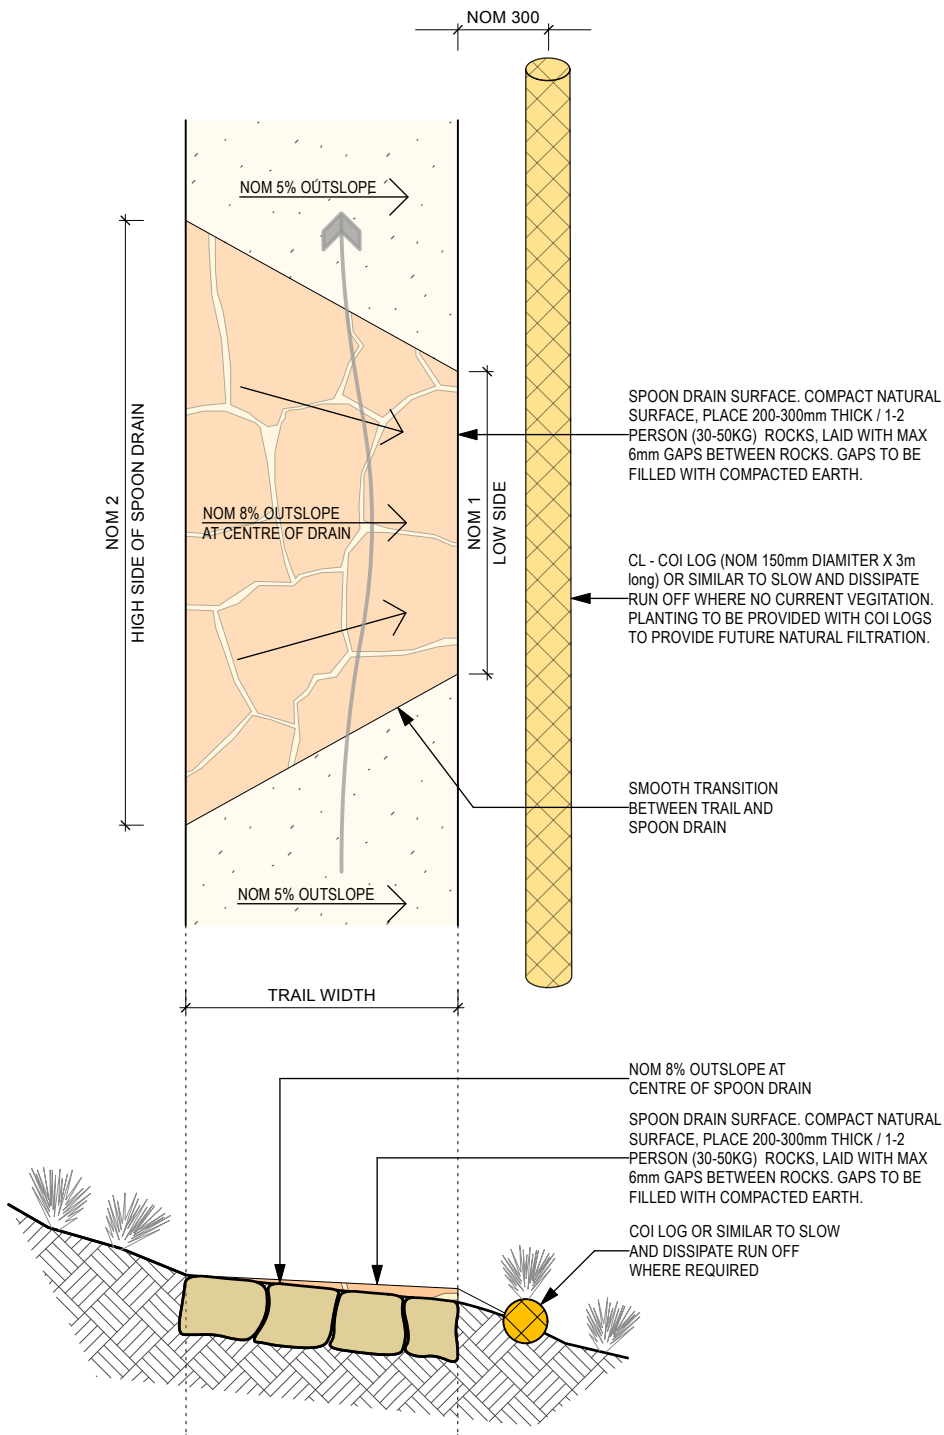 NOM 300
NOM 5% OUTSLOPE
SPOON DRAIN SURFACE. COMPACT NATURAL
SURFACE, PLACE 200-300mm THICK / 1-2
PERSON (30-50KG) ROCKS, LAID WITH MAX
6mm GAPS BETWEEN ROCKS. GAPS TO BE
FILLED WITH COMPACTED EARTH.
NOM 2
HIGH SIDE OF SPOON DRAIN
NOM 8% OUTSLOPE
AT CENTRE OF DRAIN
NOM 1
LOW SIDE
CL - COI LOG (NOM 150mm DIAMITER X 3m
long) OR SIMILAR TO SLOW AND DISSIPATE
RUN OFF WHERE NO CURRENT VEGITATION.
PLANTING TO BE PROVIDED WITH COI LOGS
TO PROVIDE FUTURE NATURAL FILTRATION.
SMOOTH TRANSITION
BETWEEN TRAIL AND
SPOON DRAIN
NOM 5% OUTSLOPE
TRAIL WIDTH
NOM 8% OUTSLOPE AT
CENTRE OF SPOON DRAIN
SPOON DRAIN SURFACE. COMPACT NATURAL
SURFACE, PLACE 200-300mm THICK / 1-2
PERSON (30-50KG) ROCKS, LAID WITH MAX
6mm GAPS BETWEEN ROCKS. GAPS TO BE
FILLED WITH COMPACTED EARTH.
COI LOG OR SIMILAR TO SLOW
AND DISSIPATE RUN OFF
WHERE REQUIRED